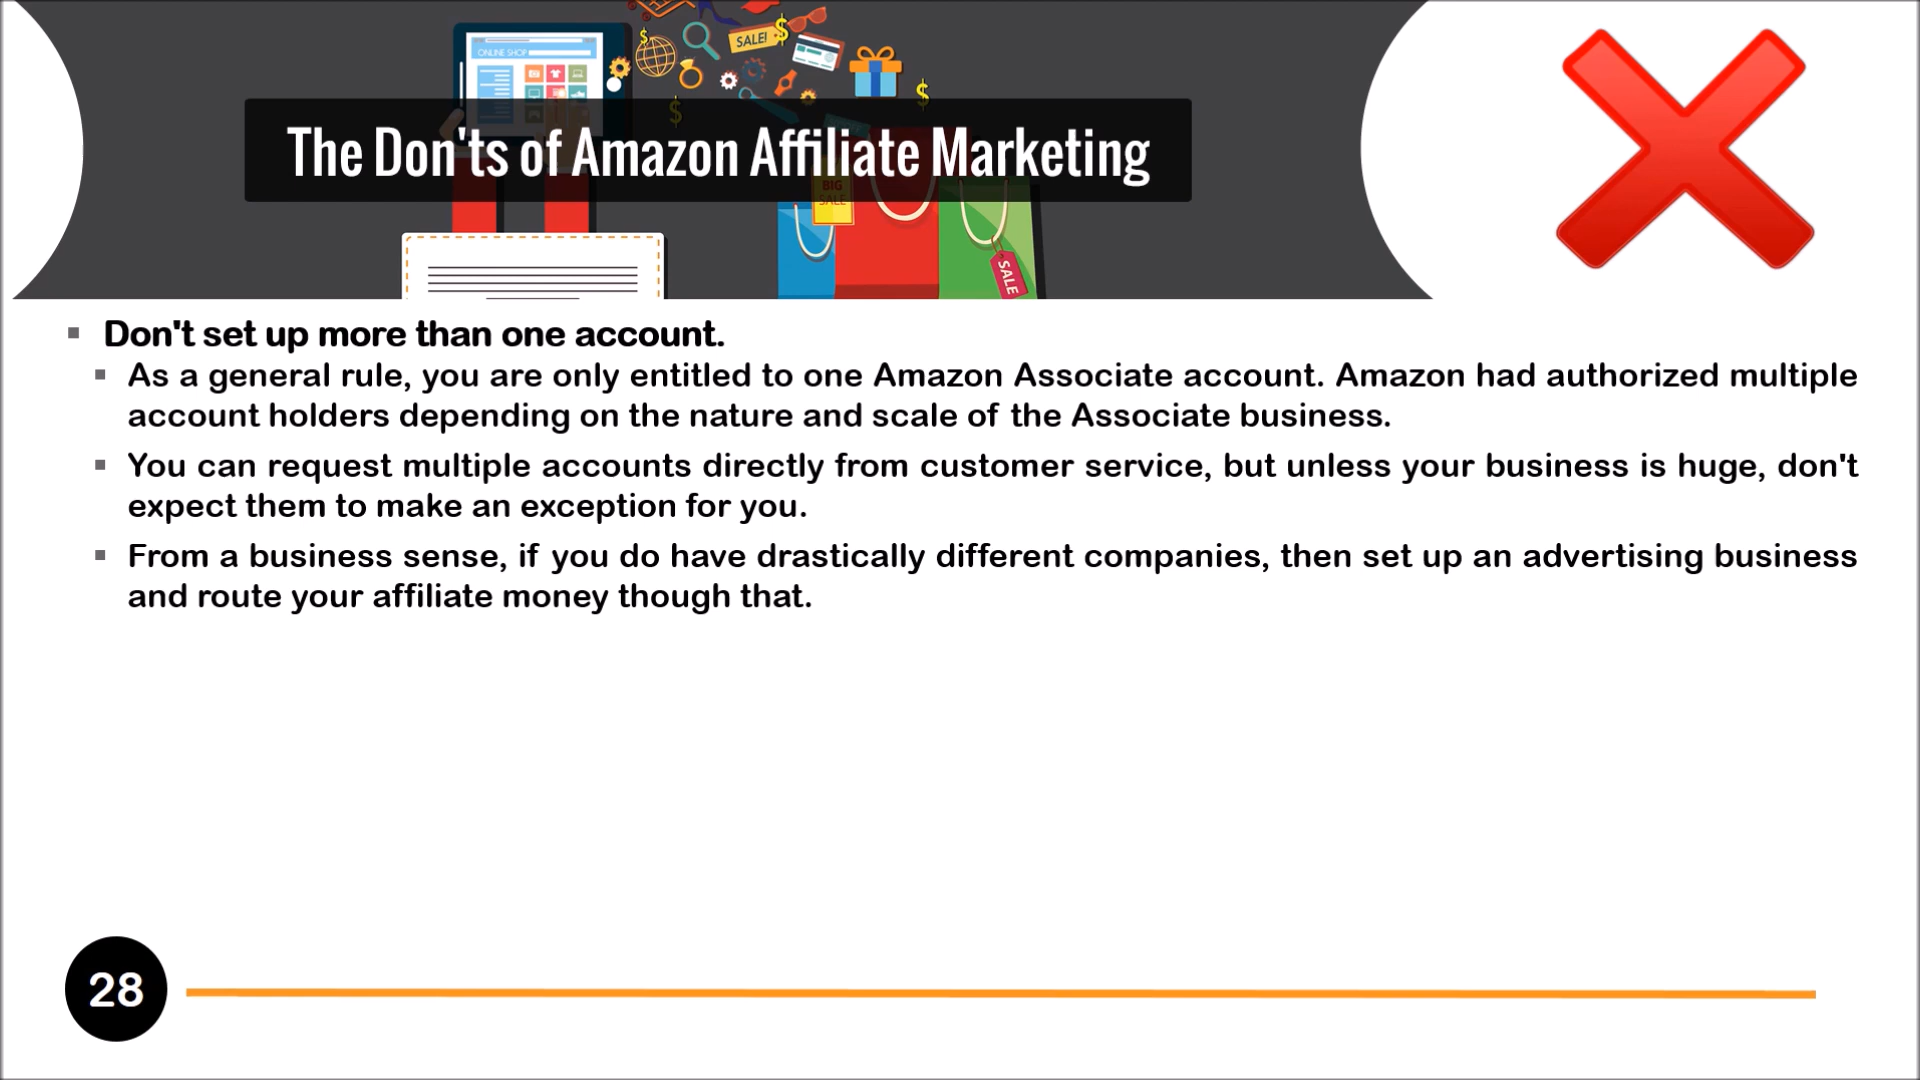 ONLINE SHOP
SALE!
The Don'ts of Amazon Affiliate Marketing
BIG
SALE
SALE
Don't set up more than one account.
As a general rule, you are only entitled to one Amazon Associate account. Amazon had authorized multiple
account holders depending on the nature and scale of the Associate business.
You can request multiple accounts directly from customer service, but unless your business is huge, don't
expect them to make an exception for you.
From a business sense, if you do have drastically different companies, then set up an advertising business
and route your affiliate money though that.
28